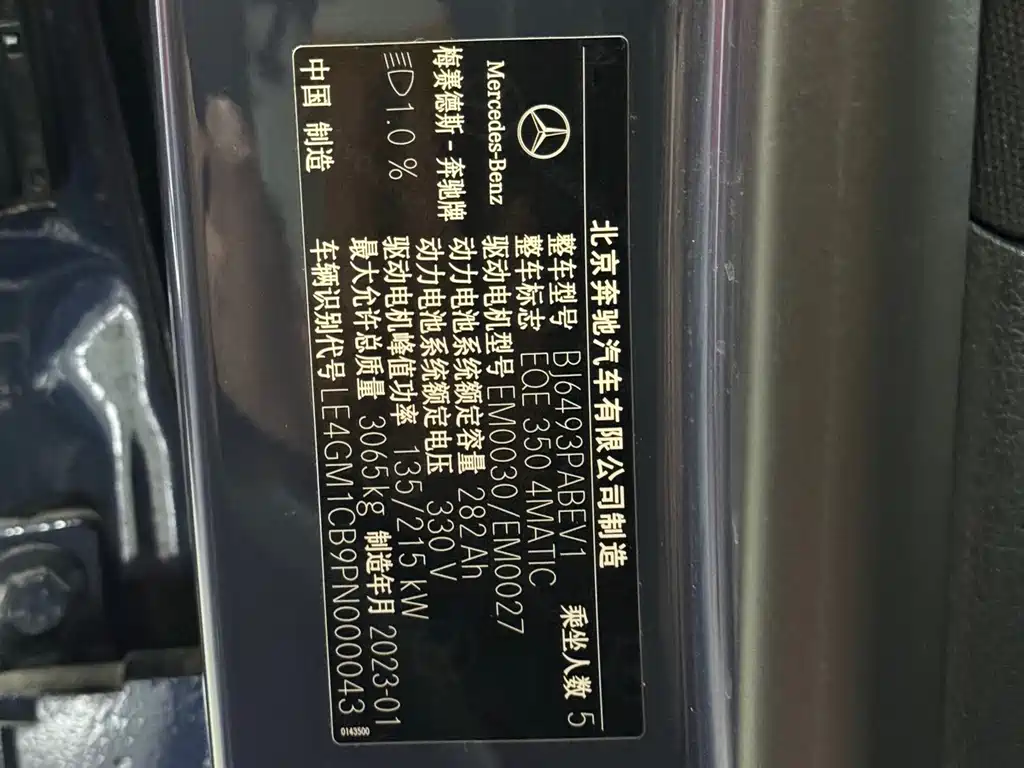 北京奔驰汽车有限公司制造
整车型号 BJ6493PABEV1 乘坐人数 5
整车标志 EQE 350 4MATIC
驱动电机型号 EM0030/EM0027
动力电池系统额定容量 282Ah
动力电池系统额定电压 330 V
驱动电机峰值功率 135/215 kW
最大允许总质量 3065kg 制造年月 2023-01
车辆识别代号 LE4GM1CB9PN000043
Mercedes-Benz
梅赛德斯-奔驰牌
1.0 %
中国 制造
0143500